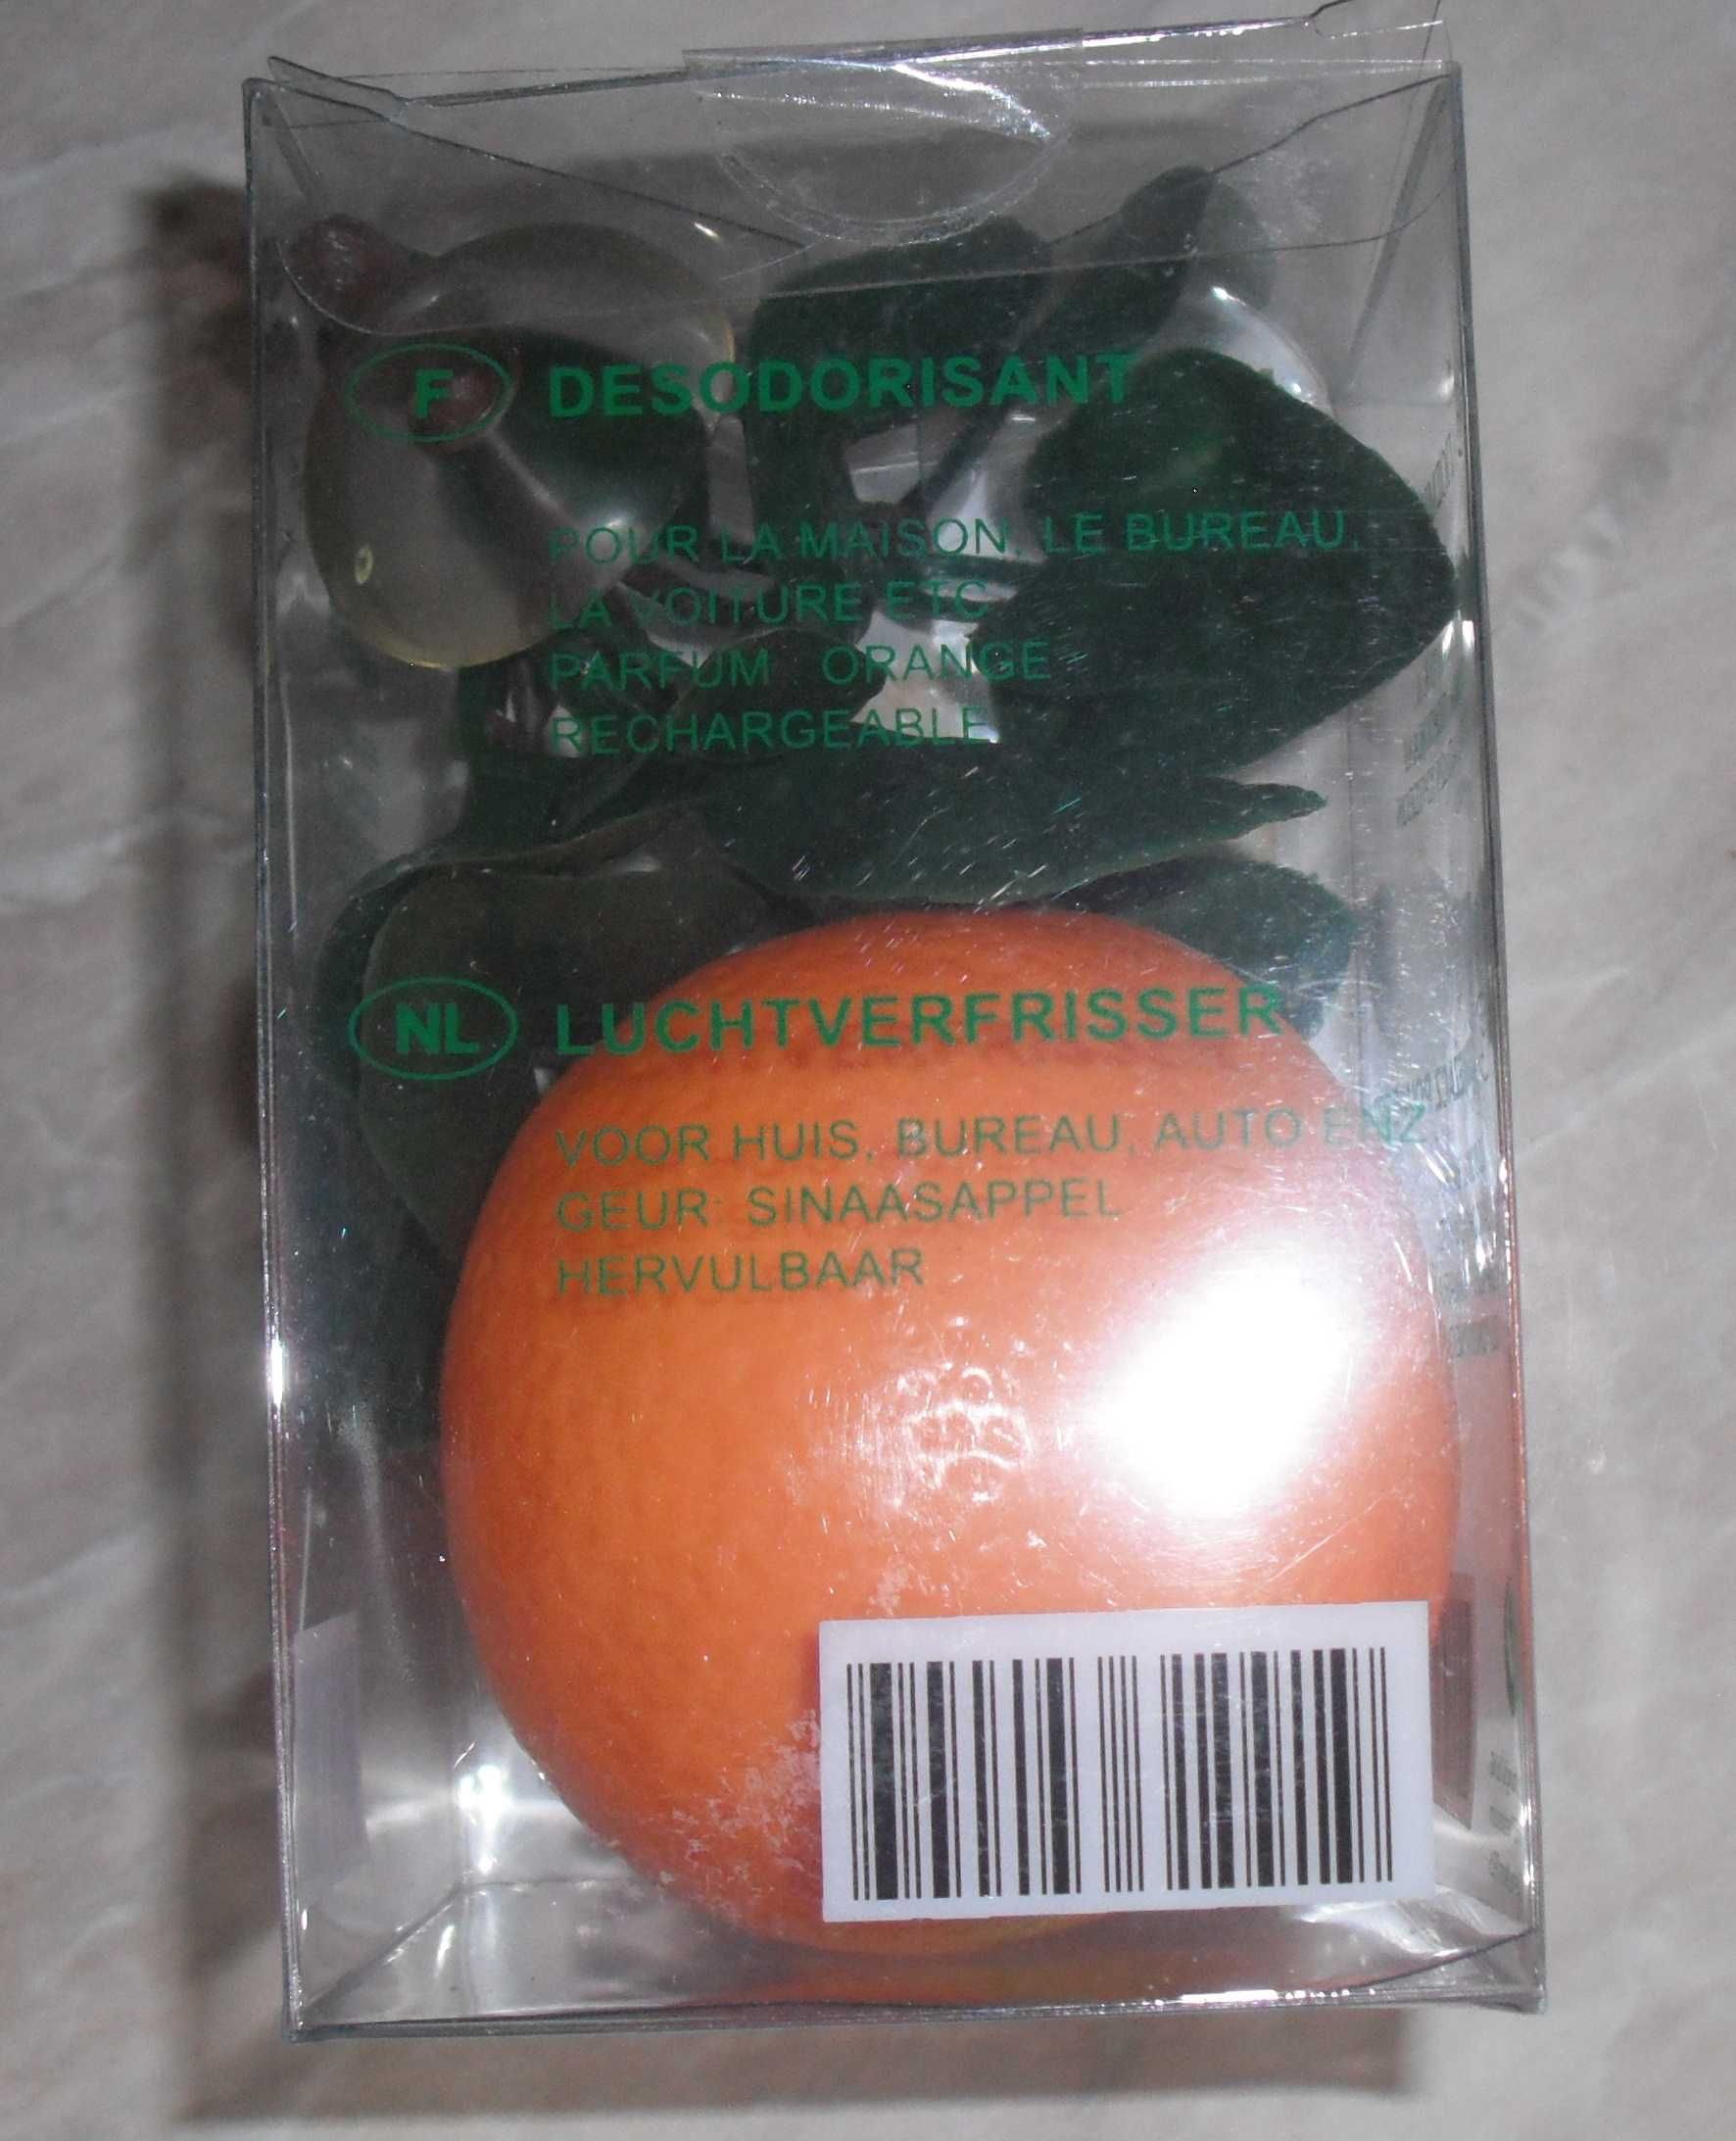 F DESODORISANT
POUR LA MAISON, LE BUREAU,
LA VOITURE ETC
PARFUM ORANGE
RECHARGEABLE
NL LUCHTVERFRISSER
VOOR HUIS, BUREAU, AUTO ENZ
GEUR: SINAASAPPEL
HERVULBAAR